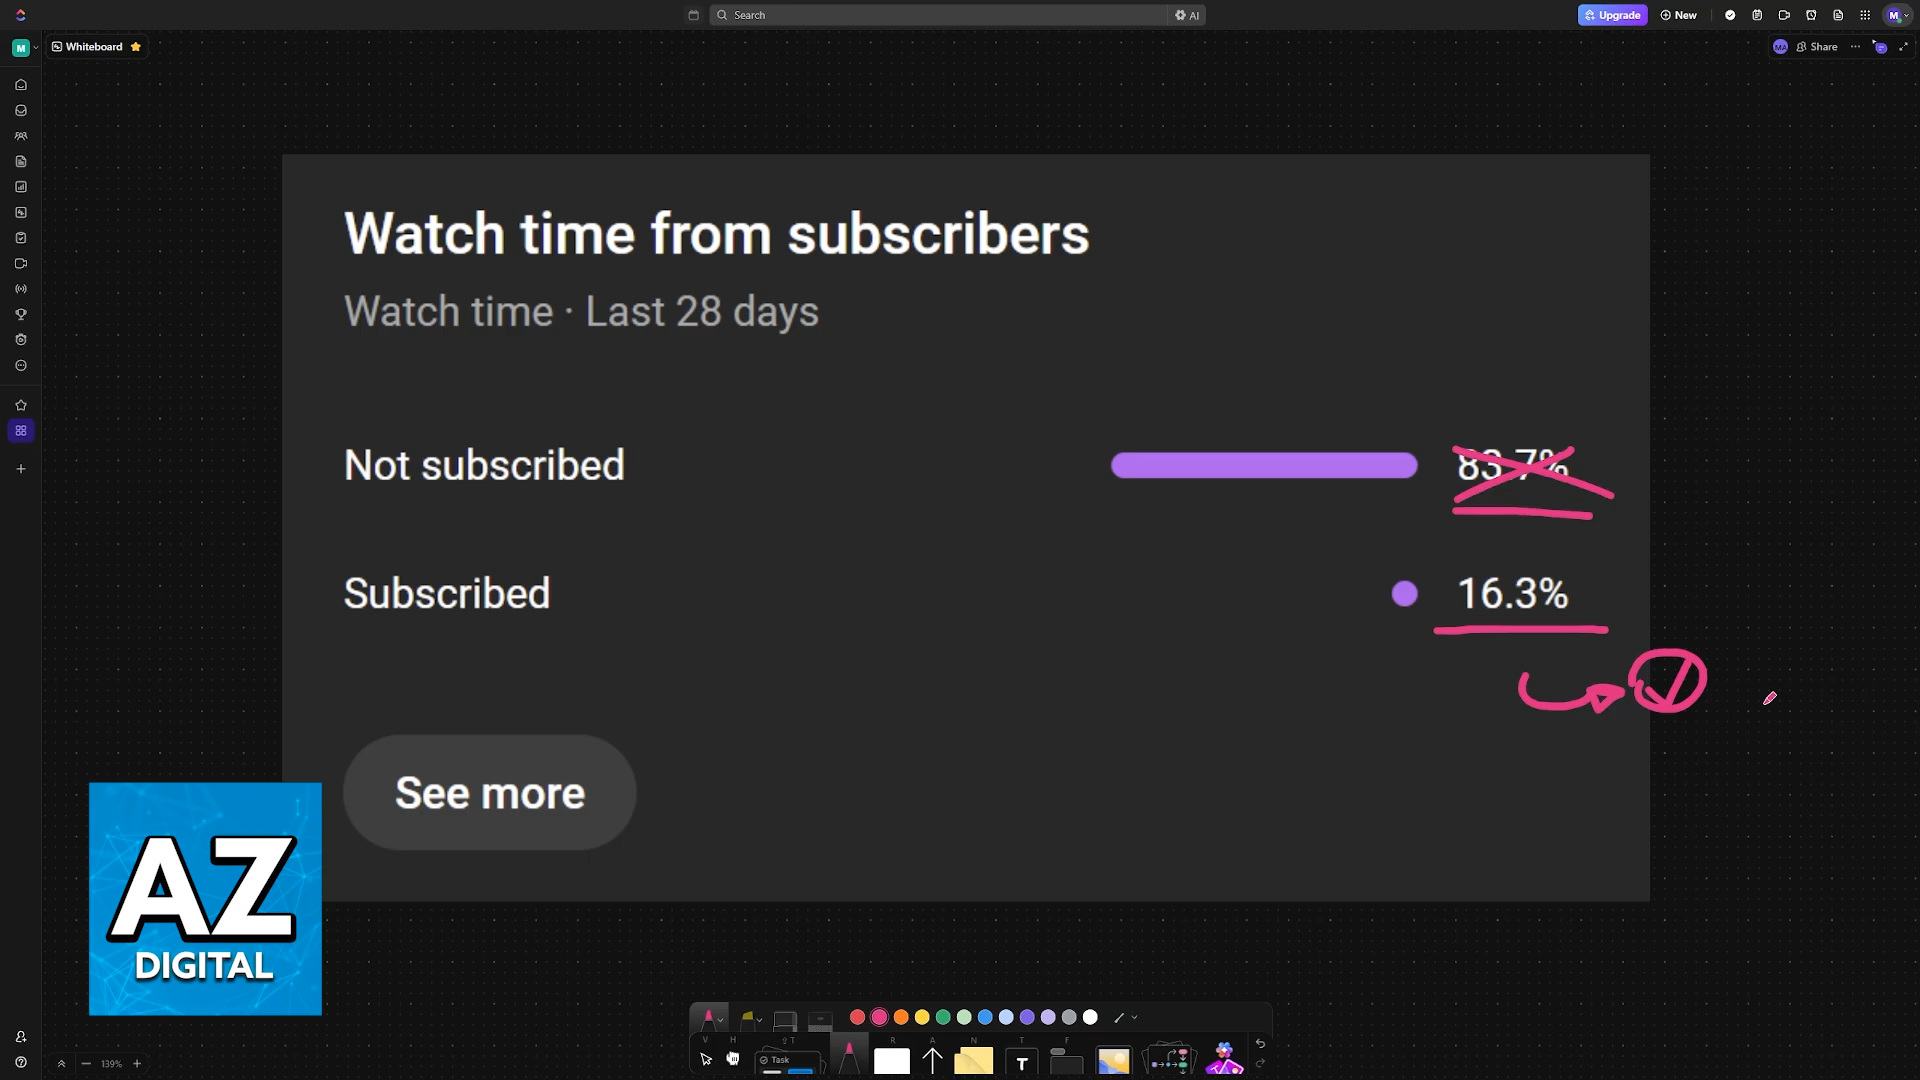 Search
AI
Upgrade
New
M
M
Whiteboard
MA
Share
Watch time from subscribers
Watch time · Last 28 days
Not subscribed
83.7%
Subscribed
16.3%
See more
AZ
DIGITAL
V
H
⇧ T
R
A
N
T
F
Task
T
139%